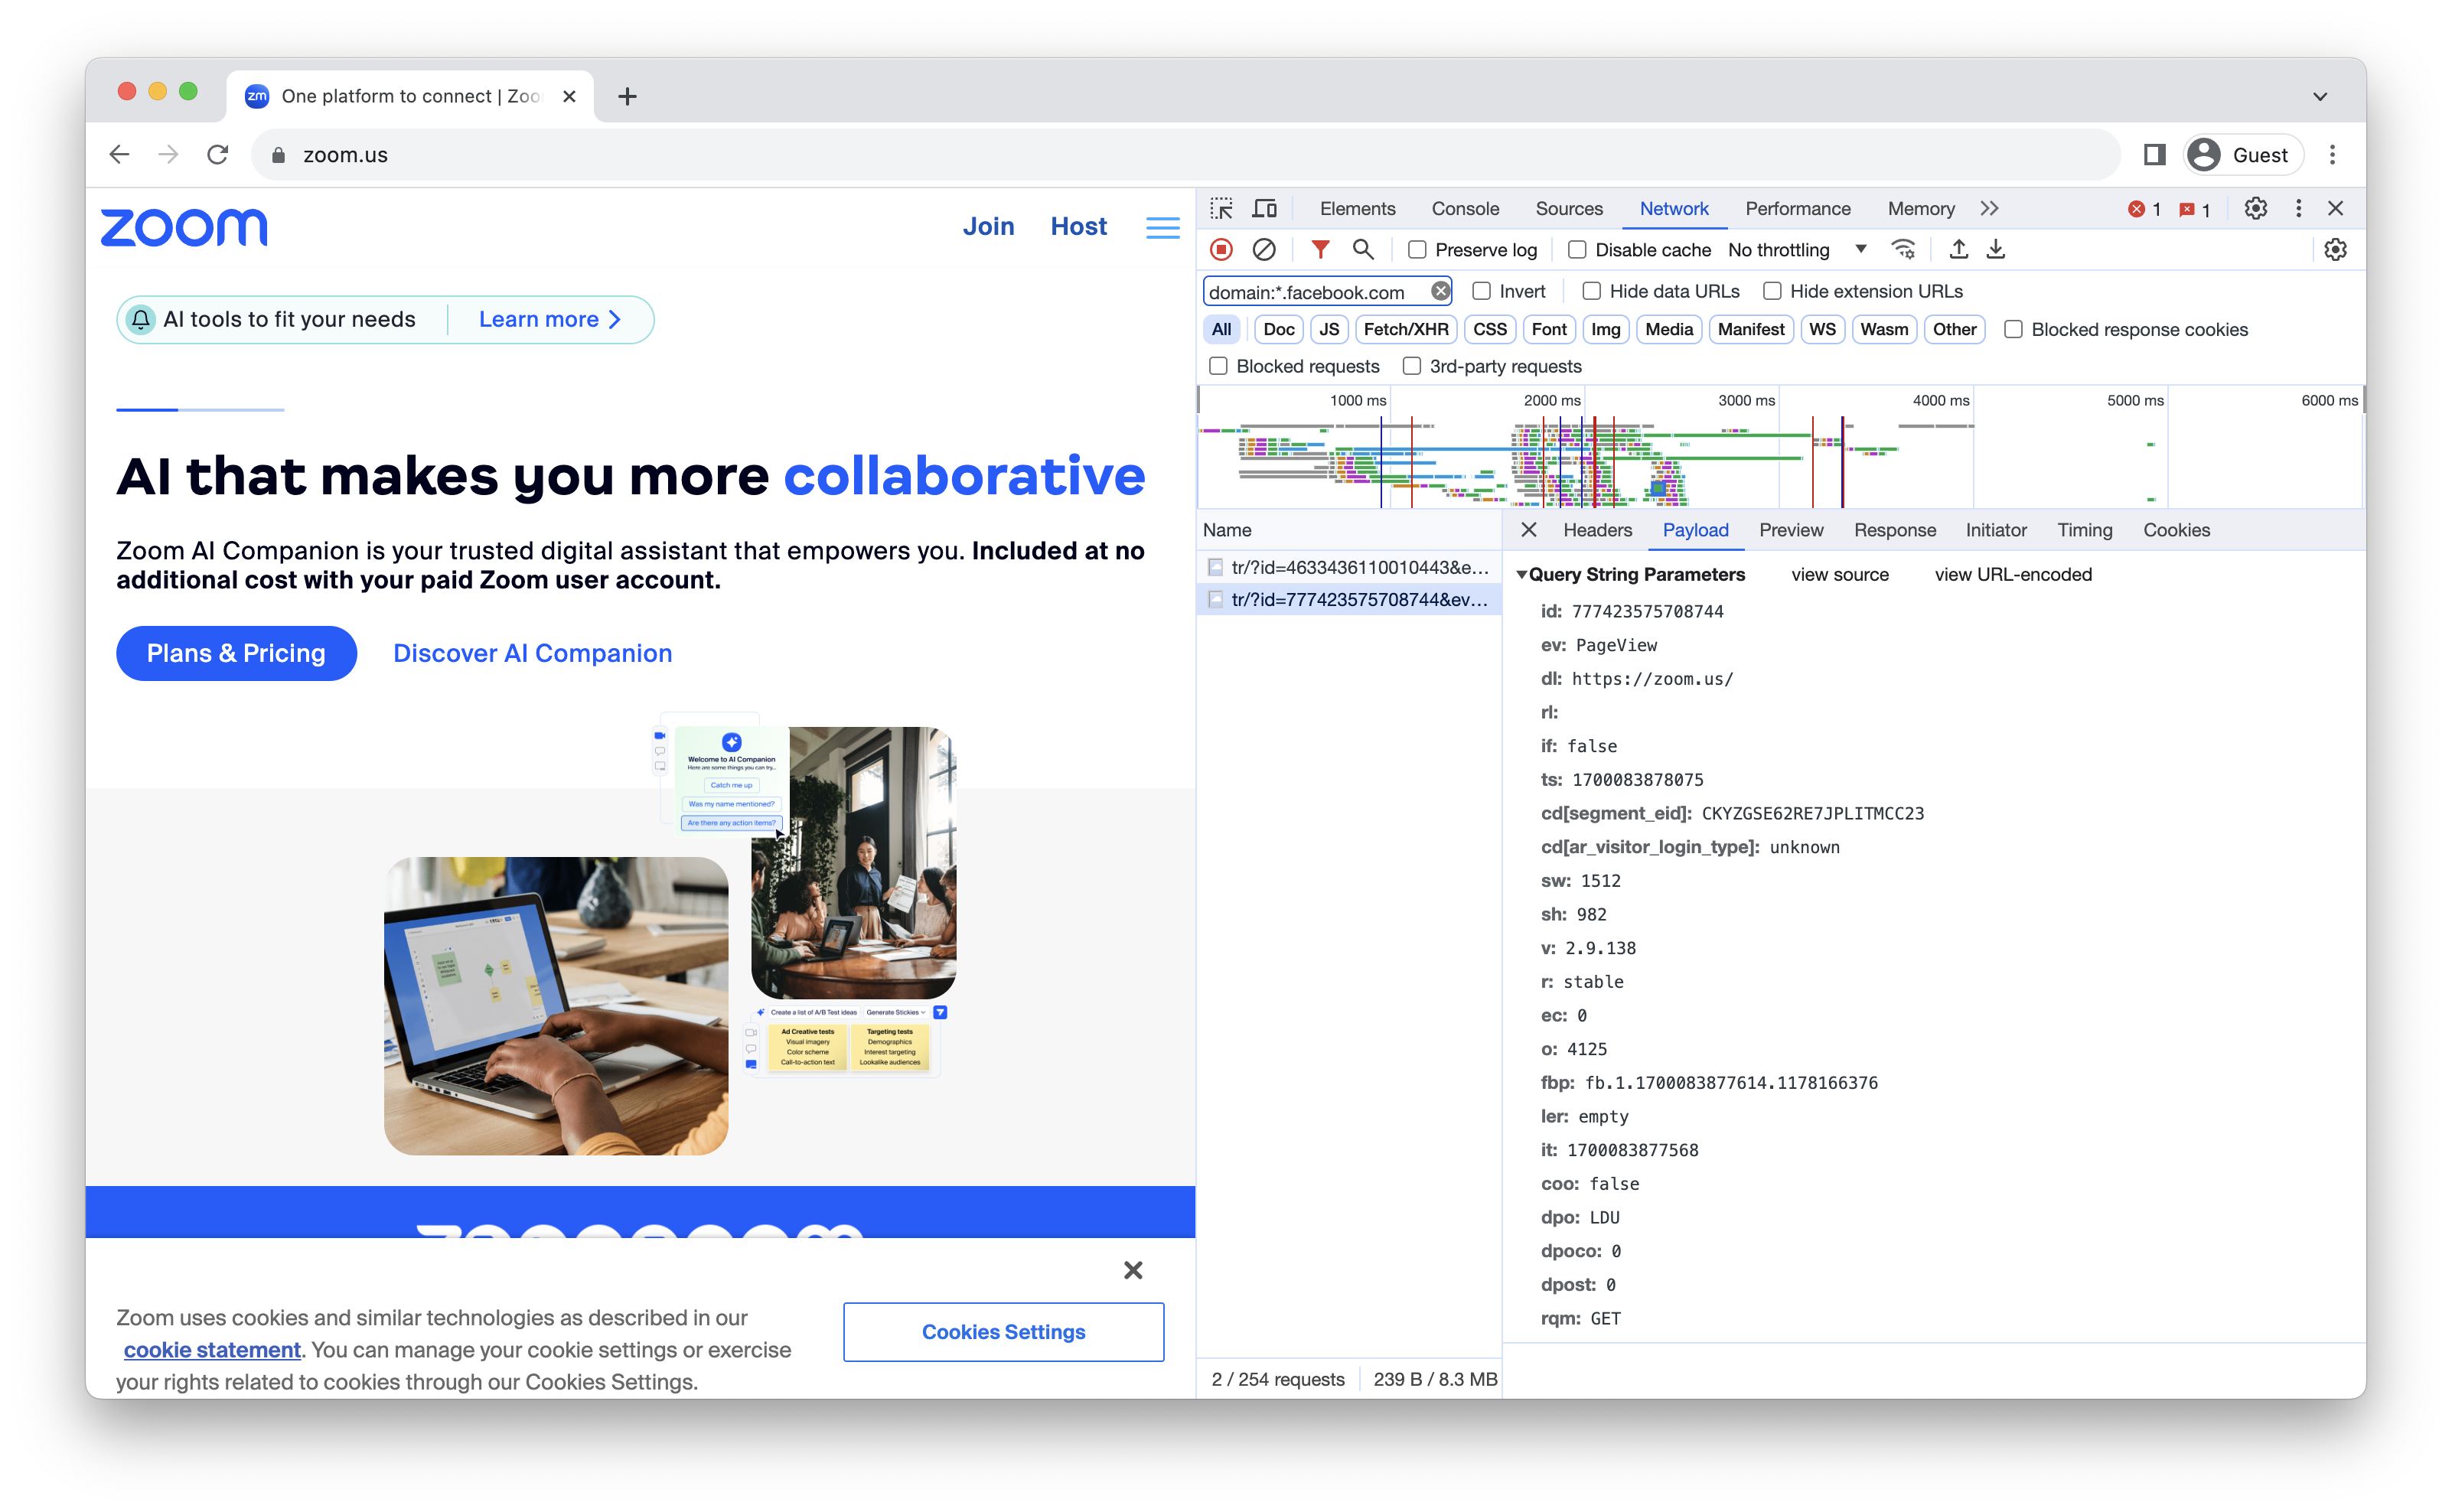 zm One platform to connect | Zoo
zoom.us
Guest
zoom
Join Host
AI tools to fit your needs
Learn more
AI that makes you more collaborative
Zoom AI Companion is your trusted digital assistant that empowers you. Included at no
additional cost with your paid Zoom user account.
Plans & Pricing
Discover AI Companion
Welcome to AI Companion
Here are some things you can try...
Catch me up
Was my name mentioned?
Are there any action items?
Create a list of A/B Test ideas
Generate Stickies
Ad Creative tests
Visual imagery
Color scheme
Call-to-action text
Targeting tests
Demographics
Interest targeting
Lookalike audiences
Zoom uses cookies and similar technologies as described in our
cookie statement. You can manage your cookie settings or exercise
your rights related to cookies through our Cookies Settings.
Cookies Settings
Elements Console Sources Network Performance Memory
1 1
Preserve log Disable cache No throttling
domain:*.facebook.com Invert Hide data URLs Hide extension URLs
All Doc JS Fetch/XHR CSS Font Img Media Manifest WS Wasm Other Blocked response cookies
Blocked requests 3rd-party requests
1000 ms 2000 ms 3000 ms 4000 ms 5000 ms 6000 ms
Name
tr/?id=4633436110010443&e...
tr/?id=777423575708744&ev...
2 / 254 requests 239 B / 8.3 MB
Headers Payload Preview Response Initiator Timing Cookies
Query String Parameters view source view URL-encoded
id: 777423575708744
ev: PageView
dl: https://zoom.us/
rl:
if: false
ts: 1700083878075
cd[segment_eid]: CKYZGSE62RE7JPLITMCC23
cd[ar_visitor_login_type]: unknown
sw: 1512
sh: 982
v: 2.9.138
r: stable
ec: 0
o: 4125
fbp: fb.1.1700083877614.1178166376
ler: empty
it: 1700083877568
coo: false
dpo: LDU
dpoco: 0
dpost: 0
rqm: GET